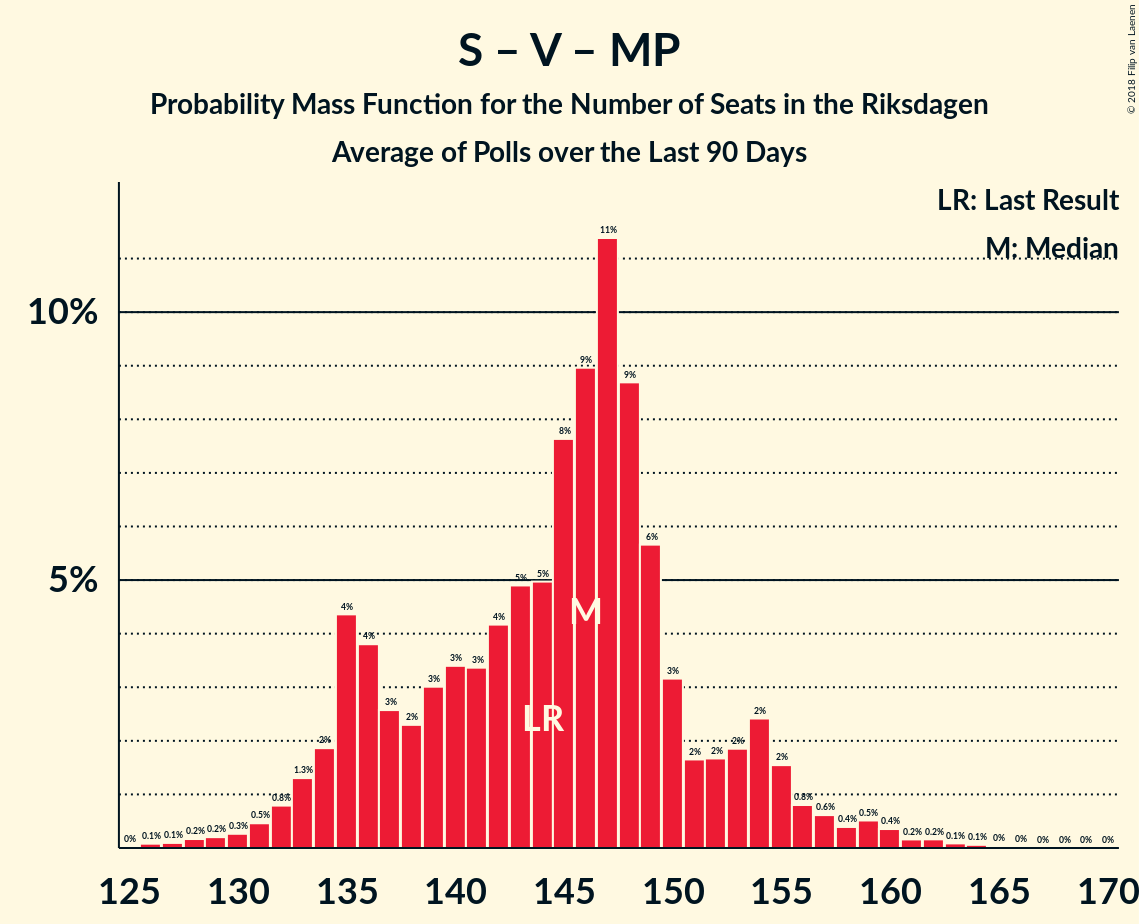 S – V – MP
Probability Mass Function for the Number of Seats in the Riksdagen
Average of Polls over the Last 90 Days
© 2018 Filip van Laenen
LR: Last Result
M: Median
10%
5%
0% 0.1% 0.1% 0.2% 0.2% 0.3% 0.5% 0.8% 1.3% 2% 4% 4% 3% 2% 3% 3% 3% 4% 5% 5% 8% 9% 11% 9% 6% 3% 2% 2% 2% 2% 2% 0.8% 0.6% 0.4% 0.5% 0.4% 0.2% 0.2% 0.1% 0.1% 0% 0% 0% 0% 0% 0%
M
LR
125 130 135 140 145 150 155 160 165 170